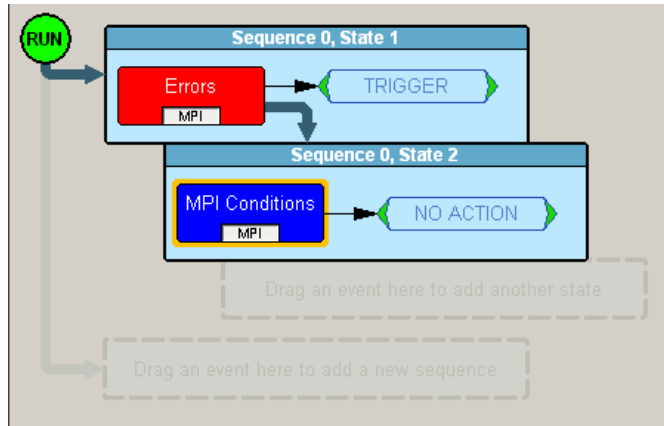 RUN
Sequence 0, State 1
Errors
TRIGGER
MPI
Sequence 0, State 2
MPI Conditions
NO ACTION
MPI
Drag an event here to add another state
Drag an event here to add a new sequence